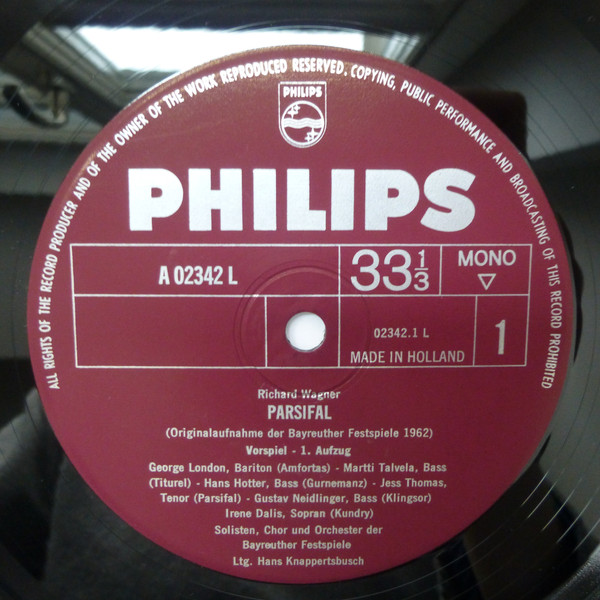 ALL RIGHTS OF THE RECORD PRODUCER AND OF THE OWNER OF THE WORK REPRODUCED RESERVED. COPYING, PUBLIC PERFORMANCE AND BROADCASTING OF THIS RECORD PROHIBITED
PHILIPS
PHILIPS
A 02342 L
33 1/3
MONO
02342.1 L
MADE IN HOLLAND
1
Richard Wagner
PARSIFAL
(Originalaufnahme der Bayreuther Festspiele 1962)
Vorspiel - 1. Aufzug
George London, Bariton (Amfortas) - Martti Talvela, Bass
(Titurel) - Hans Hotter, Bass (Gurnemanz) - Jess Thomas,
Tenor (Parsifal) - Gustav Neidlinger, Bass (Klingsor)
Irene Dalis, Sopran (Kundry)
Solisten, Chor und Orchester der
Bayreuther Festspiele
Ltg. Hans Knappertsbusch